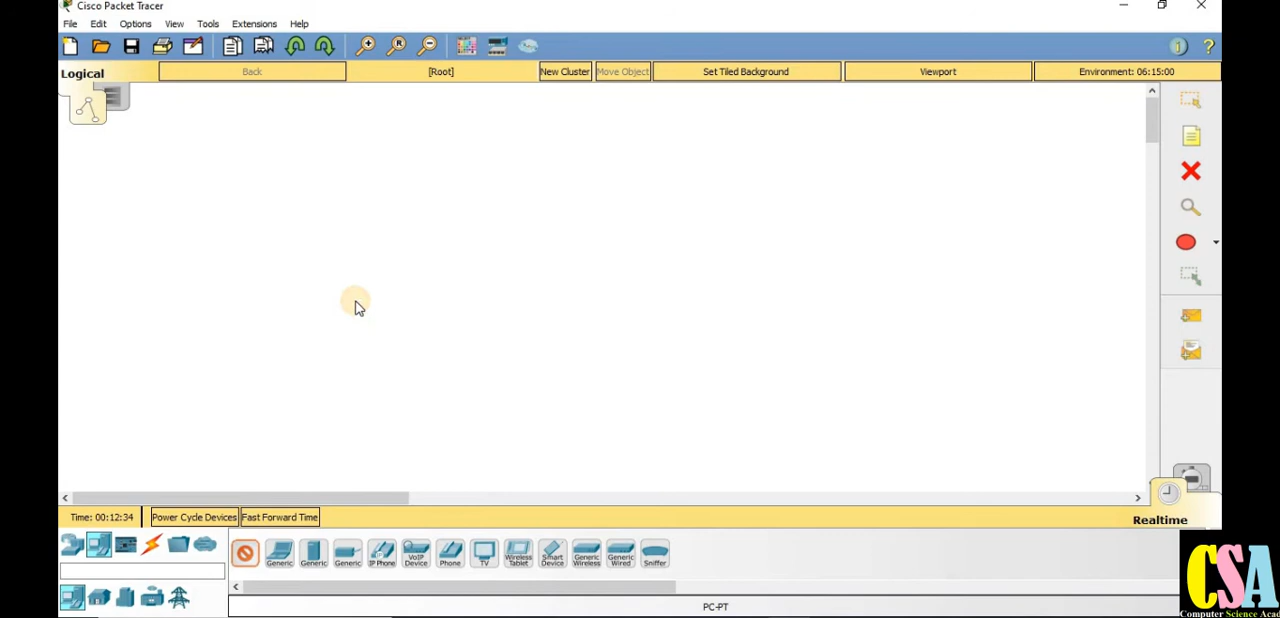 Cisco Packet Tracer
File Edit Options View Tools Extensions Help
Logical
Back
[Root]
New Cluster
Move Object
Set Tiled Background
Viewport
Environment: 06:15:00
Time: 00:12:34
Power Cycle Devices
Fast Forward Time
Realtime
Generic
Generic
Generic
IP Phone
VoIP Device
Phone
TV
Wireless Tablet
Smart Device
Generic Wireless
Generic Wired
Sniffer
PC-PT
CSA
Computer Science Acad